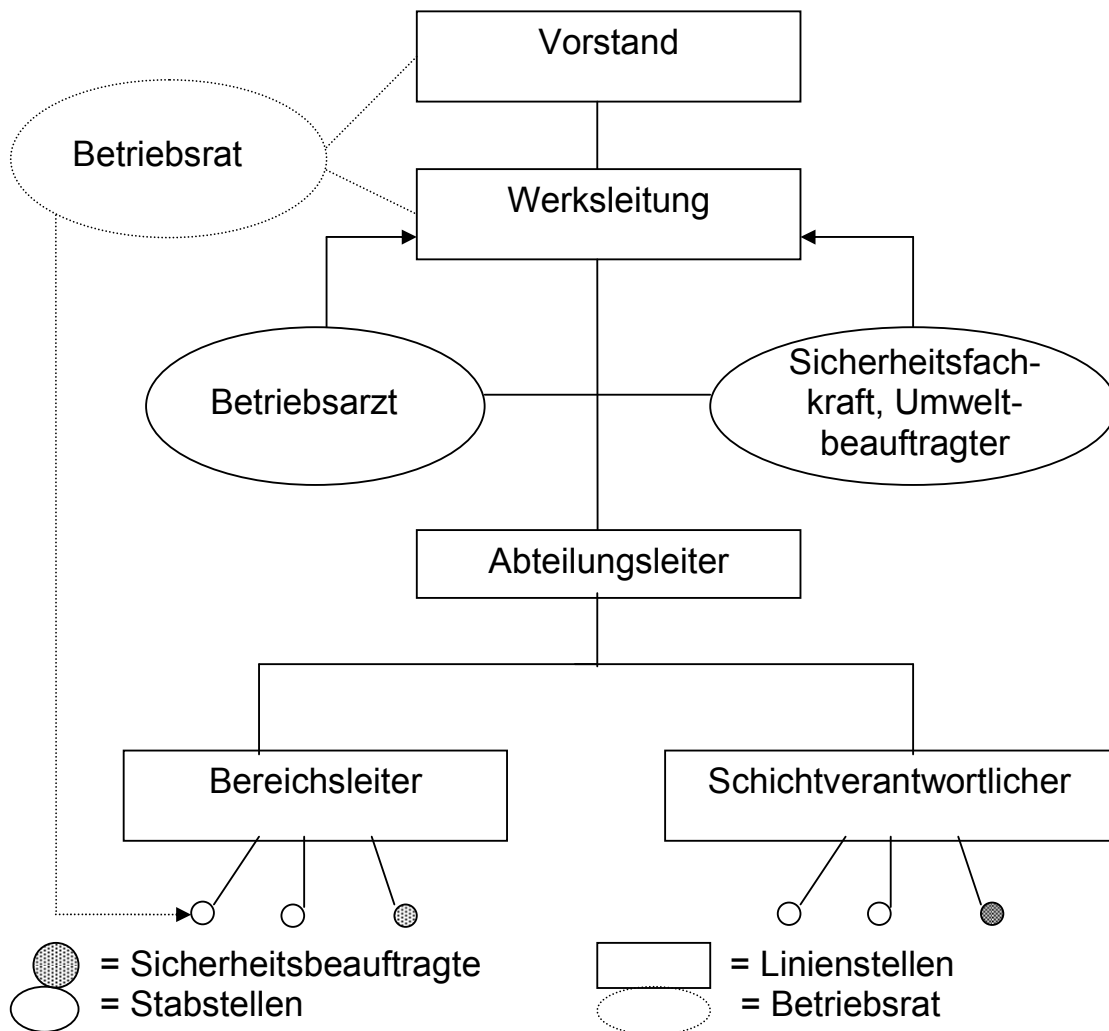 Vorstand
Betriebsrat
Werksleitung
Betriebsarzt
Sicherheitsfach-
kraft, Umwelt-
beauftragter
Abteilungsleiter
Bereichsleiter
Schichtverantwortlicher
= Sicherheitsbeauftragte
= Stabstellen
= Linienstellen
= Betriebsrat